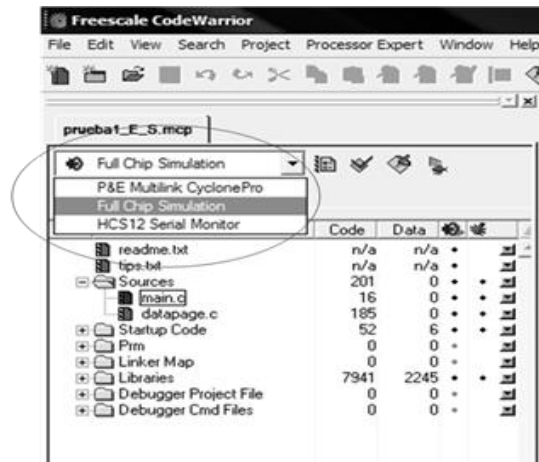 Freescale CodeWarrior
File Edit View Search Project Processor Expert Window Help
prueba1_E_S.mcp
Full Chip Simulation
P&E Multilink CyclonePro
Full Chip Simulation
HCS12 Serial Monitor
Code Data
readme.txt n/a n/a
tips.txt n/a n/a
Sources 201 0
main.c 16 0
datapage.c 185 0
Startup Code 52 6
Prm 0 0
Linker Map 0 0
Libraries 7941 2245
Debugger Project File 0 0
Debugger Cmd Files 0 0